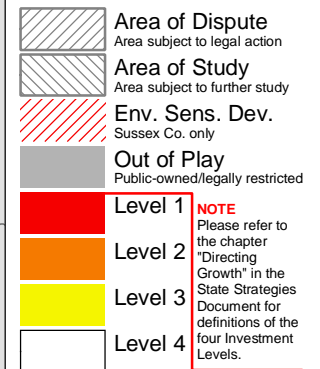 Area of Dispute
Area subject to legal action
Area of Study
Area subject to further study
Env. Sens. Dev.
Sussex Co. only
Out of Play
Public-owned/legally restricted
Level 1
Level 2
Level 3
Level 4
NOTE
Please refer to
the chapter
"Directing
Growth" in the
State Strategies
Document for
definitions of the
four Investment
Levels.